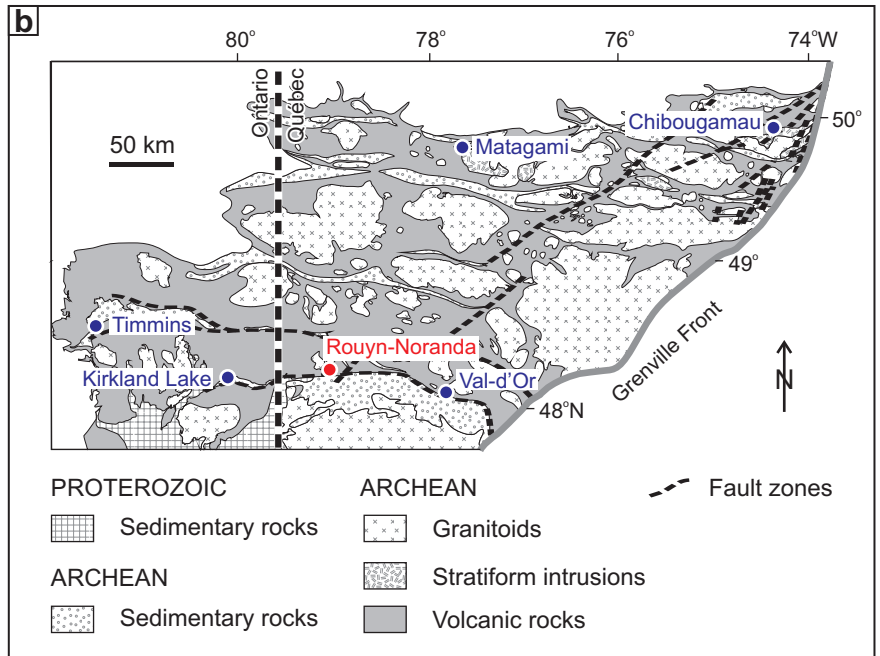 b
80° 78° 76° 74°W
Ontario
Québec
50 km
Chibougamau
50°
Matagami
49°
Timmins
Rouyn-Noranda
Kirkland Lake
Val-d'Or
48°N
Grenville Front
N
PROTEROZOIC
Sedimentary rocks
ARCHEAN
Sedimentary rocks
ARCHEAN
Granitoids
Stratiform intrusions
Volcanic rocks
Fault zones